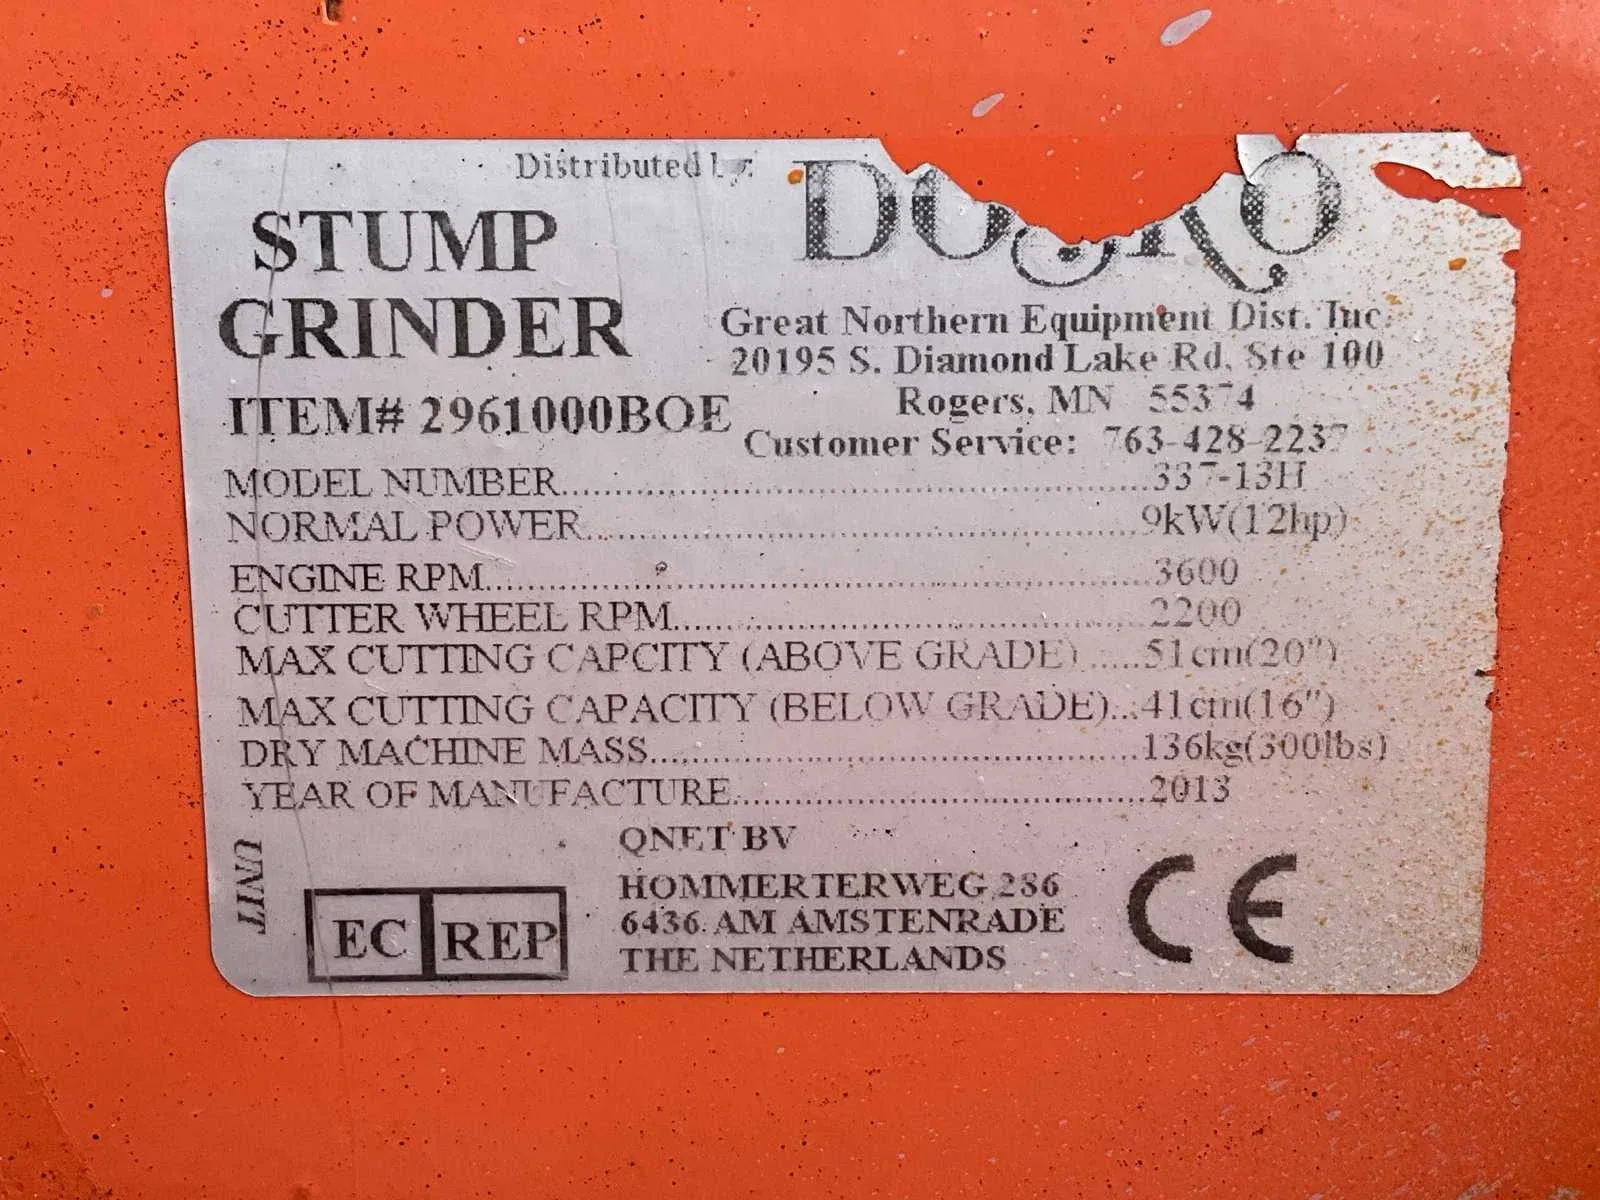 Distributed by:
STUMP
GRINDER
Great Northern Equipment Dist. Inc.
20195 S. Diamond Lake Rd, Ste 100
Rogers, MN 55374
Customer Service: 763-428-2237
ITEM# 2961000BOE
MODEL NUMBER..........337-13H
NORMAL POWER..........9kW(12hp)
ENGINE RPM..........3600
CUTTER WHEEL RPM..........2200
MAX CUTTING CAPCITY (ABOVE GRADE)......51cm(20")
MAX CUTTING CAPACITY (BELOW GRADE)...41cm(16")
DRY MACHINE MASS..........136kg(300lbs)
YEAR OF MANUFACTURE..........2013
UNIT
EC REP
QNET BV
HOMMERTERWEG 286
6436 AM AMSTENRADE
THE NETHERLANDS
CE